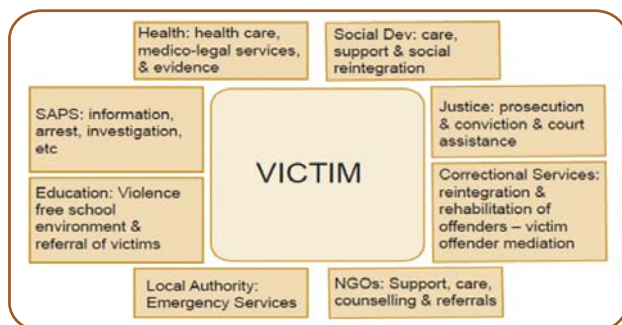 Health: health care,
medico-legal services,
& evidence
Social Dev: care,
support & social
reintegration
SAPS: information,
arrest, investigation,
etc
Justice: prosecution
& conviction & court
assistance
VICTIM
Education: Violence
free school
environment &
referral of victims
Correctional Services:
reintegration &
rehabilitation of
offenders – victim
offender mediation
Local Authority:
Emergency Services
NGOs: Support, care,
counselling & referrals